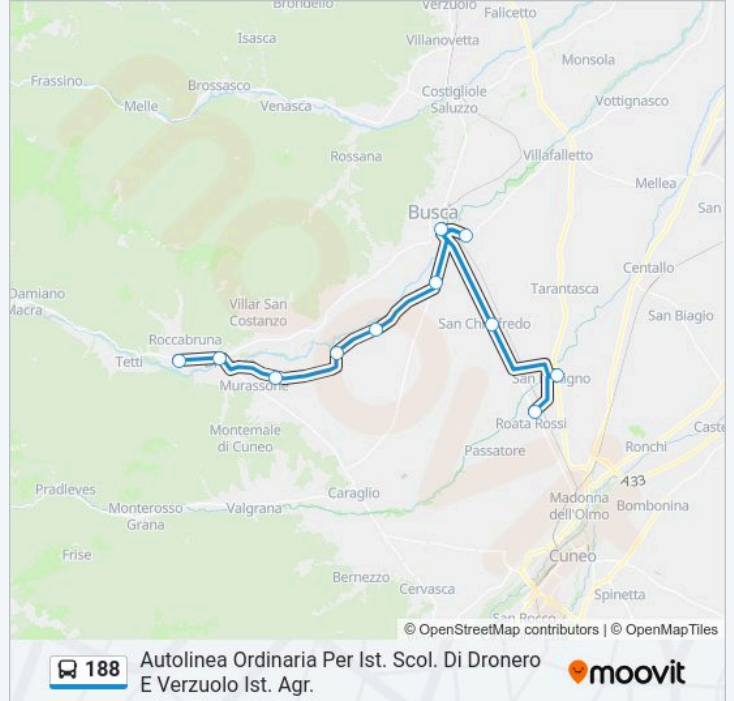 Brondello
Verzuolo
Falicetto
Isasca
Villanovetta
Monsola
Frassino
Brossasco
Costigliole
Saluzzo
Melle
Venasca
Vottignasco
Rossana
Villafalletto
Mellea
Busca
San
Centallo
Damiano
Macra
Villar San
Costanzo
Tarantasca
San Biagio
Roccabruna
San Chiaffredo
Tetti
Murassone
San Benigno
Roata Rossi
Montemale
di Cuneo
Passatore
Ronchi
Pradleves
Caraglio
433
Monterosso
Grana
Valgrana
Madonna
dell'Olmo
Bombonina
Frise
Cuneo
Bernezzo
Cervasca
Spinetta
San Rocco
© OpenStreetMap contributors | © OpenMapTiles
188
Autolinea Ordinaria Per Ist. Scol. Di Dronero
E Verzuolo Ist. Agr.
moovit